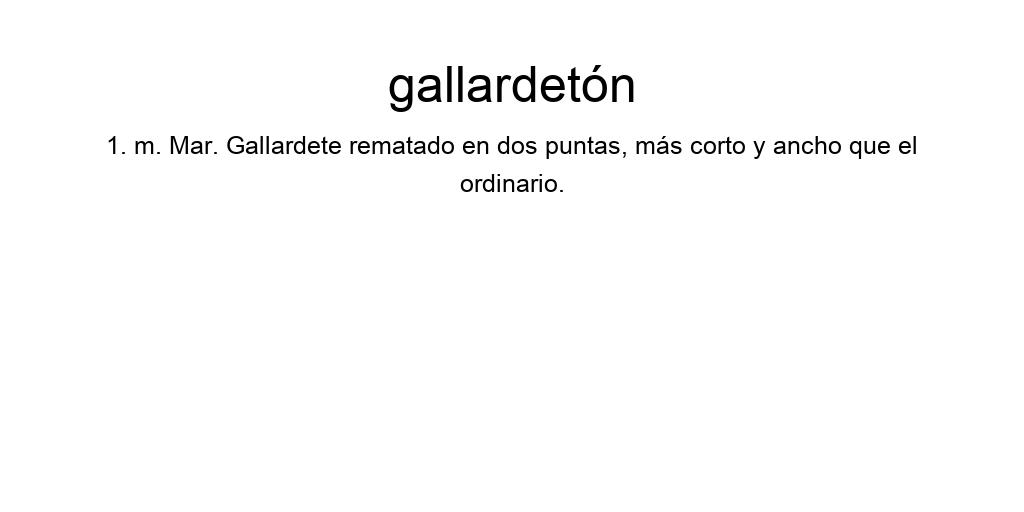 gallardetón
1. m. Mar. Gallardete rematado en dos puntas, más corto y ancho que el
ordinario.